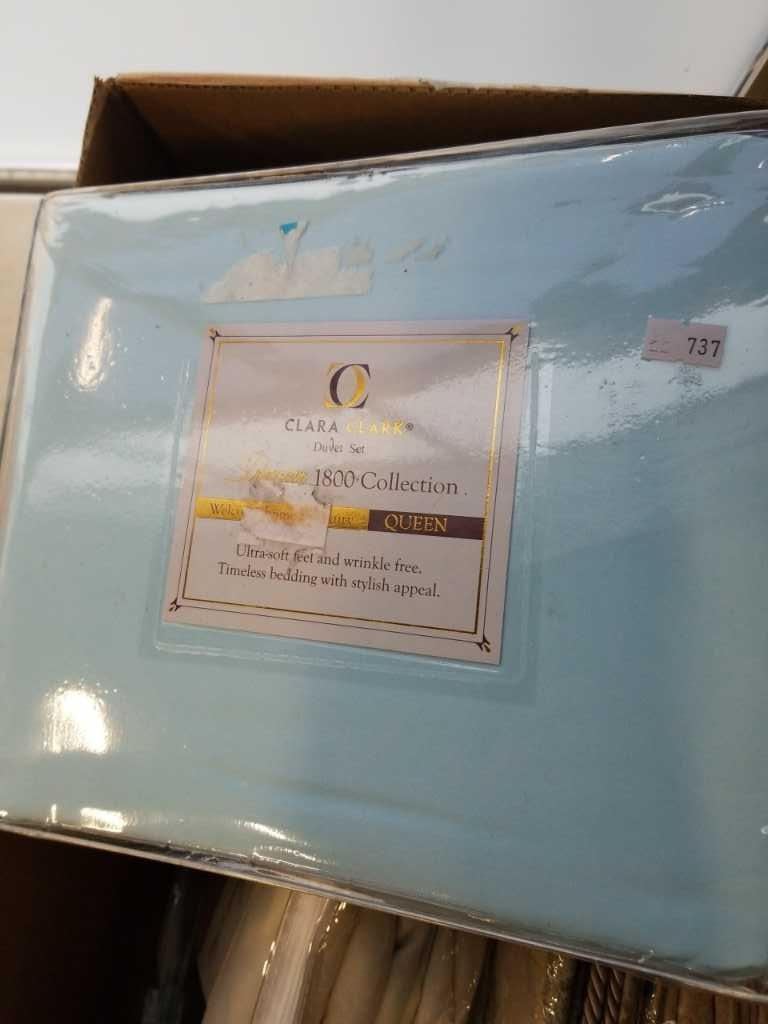 CLARA CLARK®
Duvet Set
1800 Collection
QUEEN
Ultra-soft feel and wrinkle free.
Timeless bedding with stylish appeal.
737